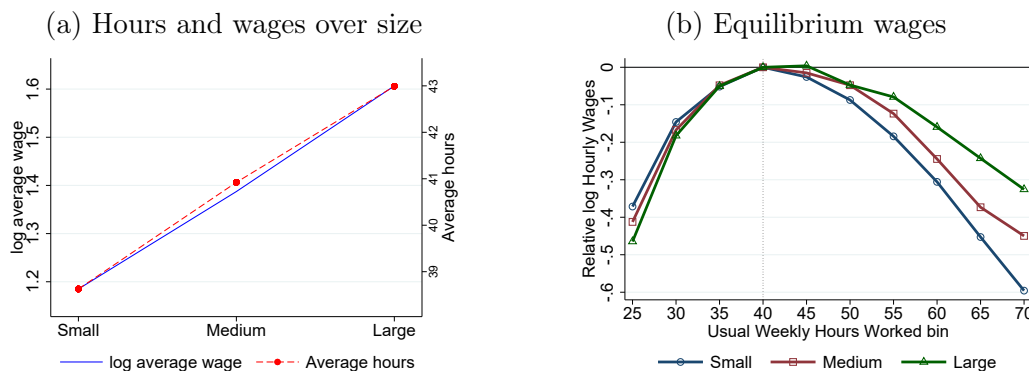 (a) Hours and wages over size
log average wage
1.6
1.5
1.4
1.3
1.2
43
42
41
40
39
Average hours
Small Medium Large
log average wage Average hours
(b) Equilibrium wages
Relative log Hourly Wages
0
-.1
-.2
-.3
-.4
-.5
-.6
25 30 35 40 45 50 55 60 65 70
Usual Weekly Hours Worked bin
Small Medium Large